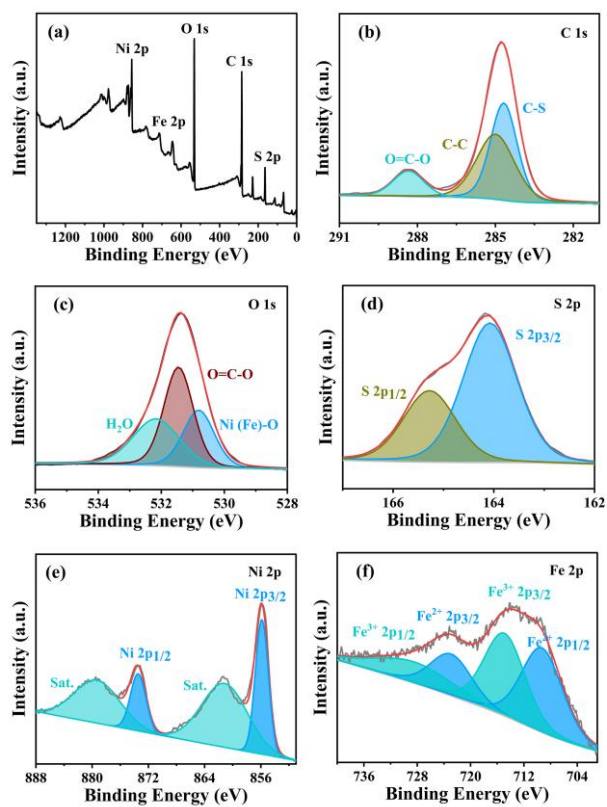 (a)
O 1s
Ni 2p
C 1s
Fe 2p
S 2p
Intensity (a.u.)
1200 1000 800 600 400 200 0
Binding Energy (eV)
(b)
C 1s
C-S
C-C
O=C-O
Intensity (a.u.)
291 288 285 282
Binding Energy (eV)
(c)
O 1s
O=C-O
H₂O
Ni (Fe)-O
Intensity (a.u.)
536 534 532 530 528
Binding Energy (eV)
(d)
S 2p
S 2p3/2
S 2p1/2
Intensity (a.u.)
166 164 162
Binding Energy (eV)
(e)
Ni 2p
Ni 2p3/2
Ni 2p1/2
Sat.
Sat.
Intensity (a.u.)
888 880 872 864 856
Binding Energy (eV)
(f)
Fe 2p
Fe³⁺ 2p3/2
Fe²⁺ 2p3/2
Fe³⁺ 2p1/2
Fe²⁺ 2p1/2
Intensity (a.u.)
736 728 720 712 704
Binding Energy (eV)